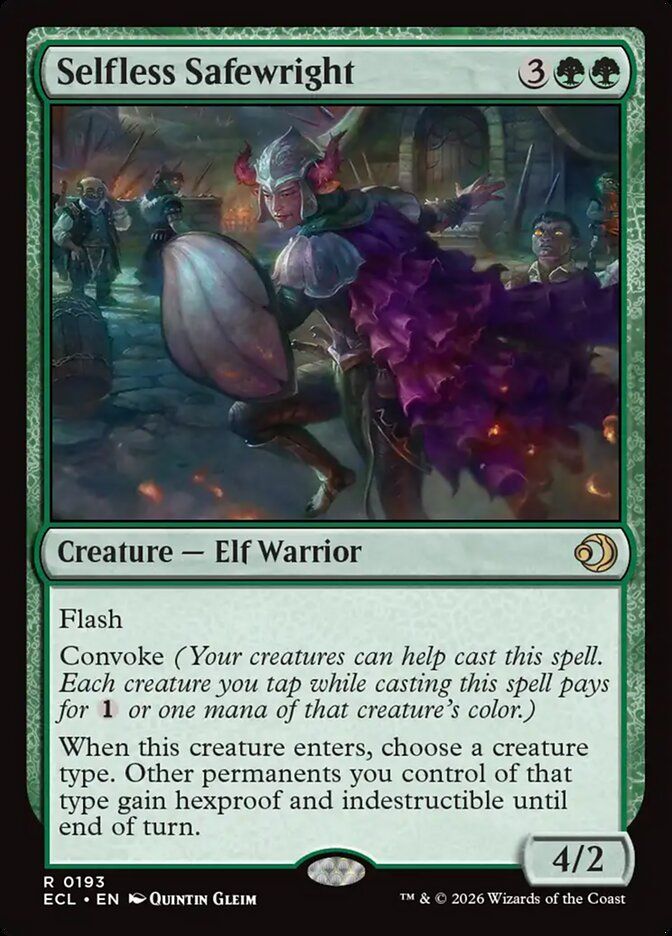 Selfless Safewright 3
Creature — Elf Warrior
Flash
Convoke (Your creatures can help cast this spell.
Each creature you tap while casting this spell pays
for 1 or one mana of that creature's color.)
When this creature enters, choose a creature
type. Other permanents you control of that
type gain hexproof and indestructible until
end of turn.
4/2
R 0193
ECL • EN Quintin Gleim
™ & © 2026 Wizards of the Coast